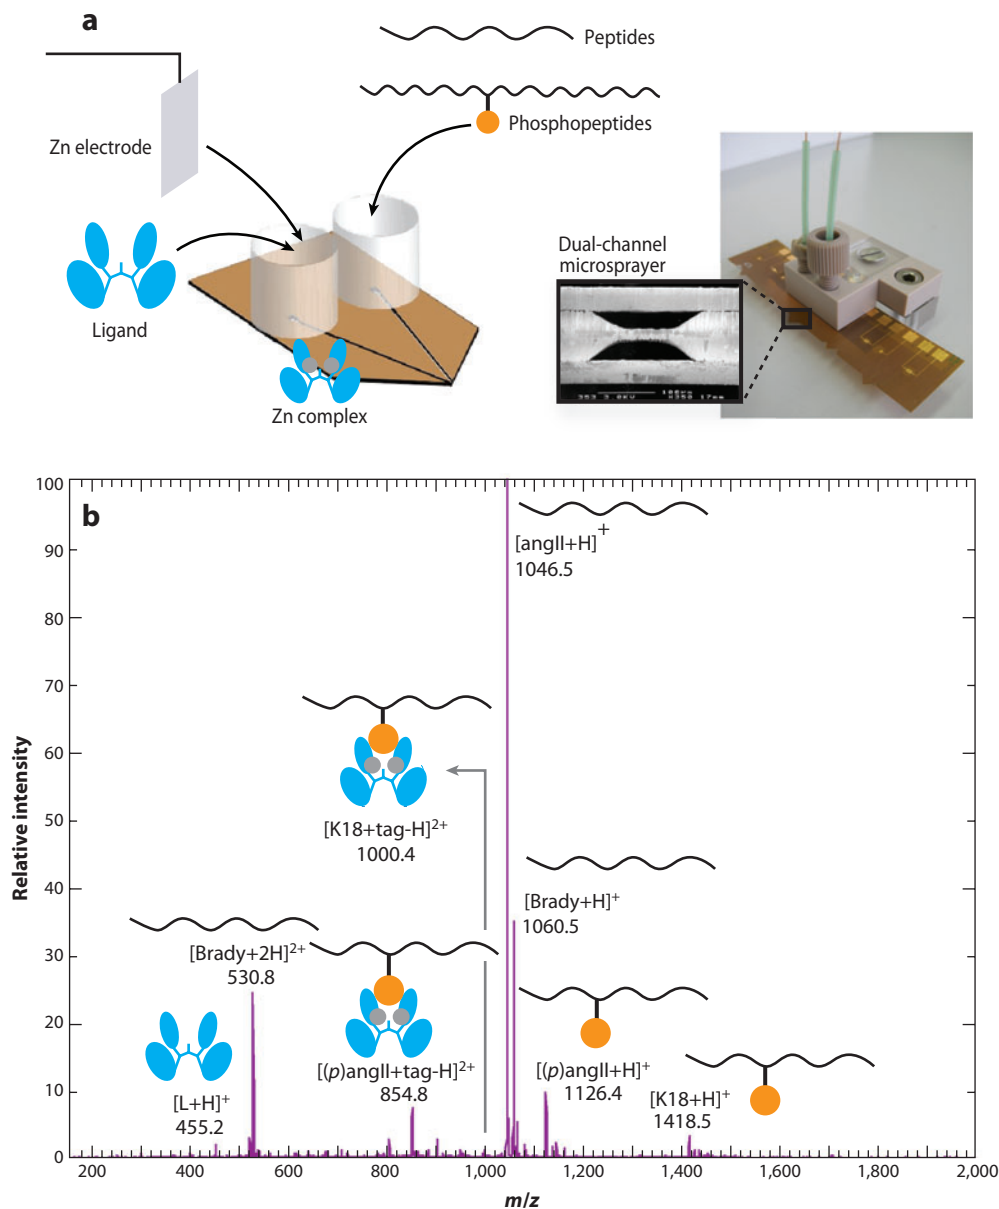 a
Peptides
Phosphopeptides
Zn electrode
Ligand
Zn complex
Dual-channel
microsprayer
b
Relative intensity
100
90
80
70
60
50
40
30
20
10
0
200
400
600
800
1,000
1,200
1,400
1,600
1,800
2,000
m/z
[angII+H]+
1046.5
[K18+tag-H]2+
1000.4
[Brady+H]+
1060.5
[Brady+2H]2+
530.8
[(p)angII+tag-H]2+
854.8
[(p)angII+H]+
1126.4
[K18+H]+
1418.5
[L+H]+
455.2